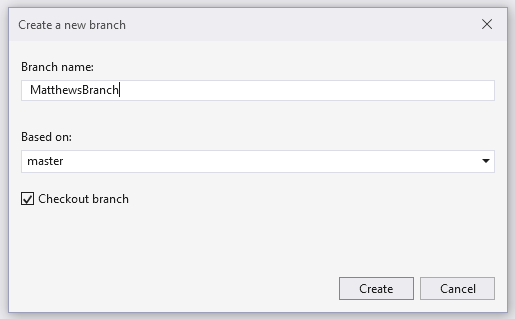 Create a new branch
Branch name:
MatthewsBranch
Based on:
master
Checkout branch
Create Cancel